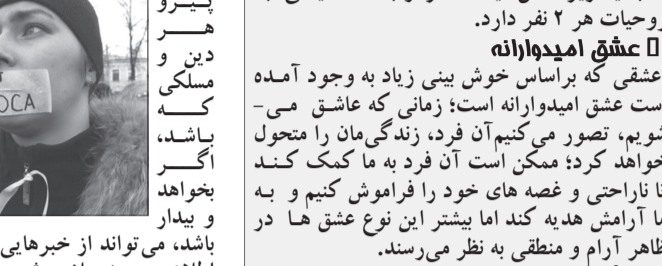 روحیات هر ۲ نفر دارد.
عشق امیدوارانه
عشقی که براساس خوش بینی زیاد به وجود آمده
است عشق امیدوارانه است؛ زمانی که عاشق می-
شویم، تصور می‌کنیم‌آن فرد، زندگی‌مان را متحول
خواهد کرد؛ ممکن است آن فرد به ما کمک کند
تا ناراحتی و غصه های خود را فراموش کنیم و به
ما آرامش هدیه کند اما بیشتر این نوع عشق ها در
ظاهر آرام و منطقی به نظر می‌رسند.
پیرو
هر
دین و
مسلکی
که
باشد،
اگر
بخواهد
و بیدار
باشد، می‌تواند از خبرهایی
OCA